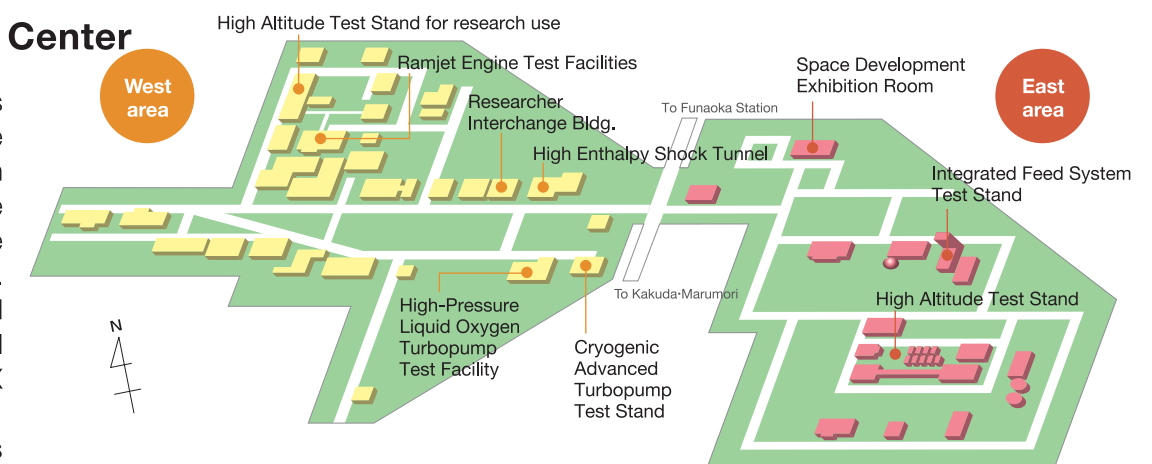 Center
High Altitude Test Stand for research use
West
area
Ramjet Engine Test Facilities
Researcher
Interchange Bldg.
High Enthalpy Shock Tunnel
To Funaoka Station
Space Development
Exhibition Room
East
area
Integrated Feed System
Test Stand
To Kakuda•Marumori
High Altitude Test Stand
High-Pressure
Liquid Oxygen
Turbopump
Test Facility
Cryogenic
Advanced
Turbopump
Test Stand
N